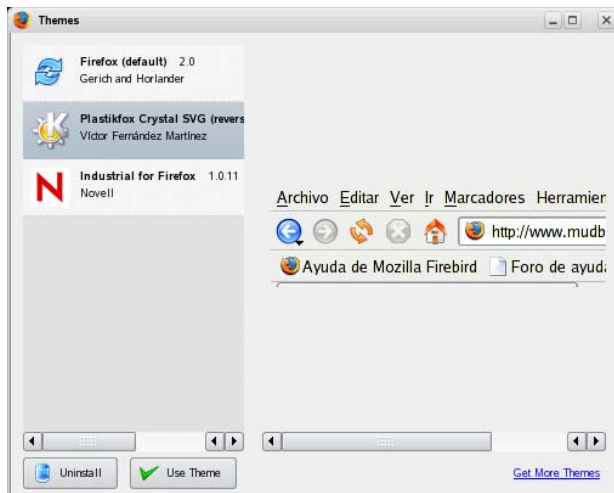 Themes
Firefox (default) 2.0
Gerich and Horlander
Plastikfox Crystal SVG (revers
Víctor Fernández Martínez
Industrial for Firefox 1.0.11
Novell
Archivo Editar Ver Ir Marcadores Herramien
http://www.mudb
Ayuda de Mozilla Firebird Foro de ayuda
Uninstall
Use Theme
Get More Themes